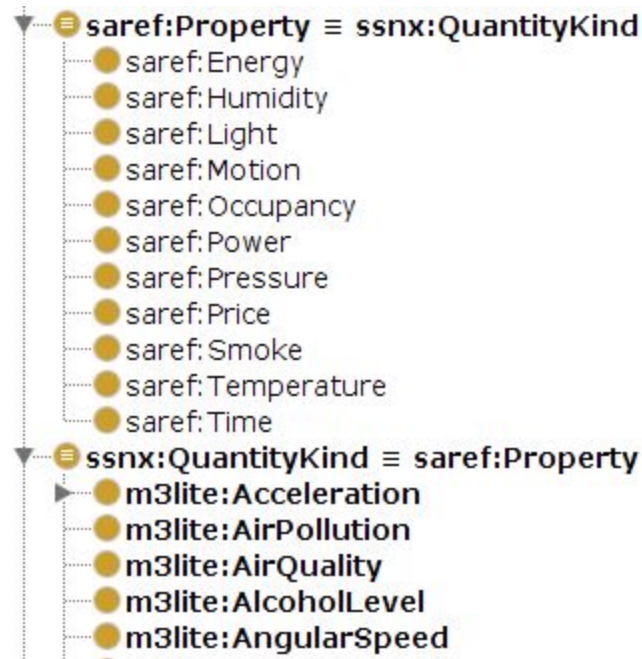 saref:Property ≡ ssnx:QuantityKind
saref:Energy
saref:Humidity
saref:Light
saref:Motion
saref:Occupancy
saref:Power
saref:Pressure
saref:Price
saref:Smoke
saref:Temperature
saref:Time
ssnx:QuantityKind ≡ saref:Property
m3lite:Acceleration
m3lite:AirPollution
m3lite:AirQuality
m3lite:AlcoholLevel
m3lite:AngularSpeed